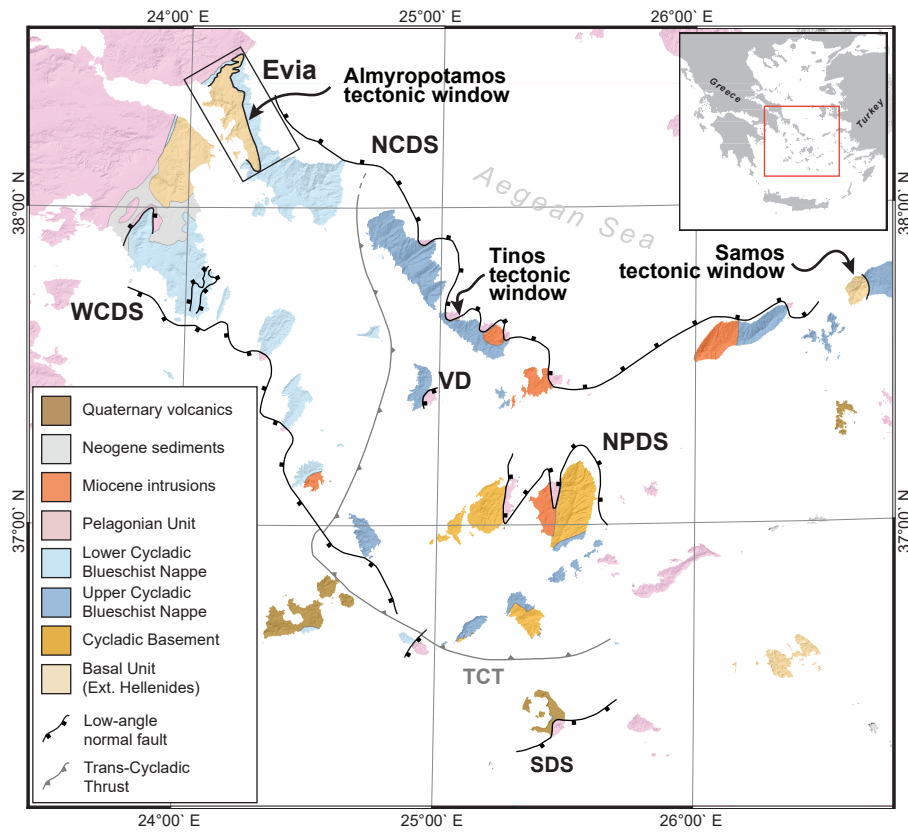 24°00` E
25°00` E
26°00` E
Evia
Almyropotamos
tectonic window
NCDS
Greece
Turkey
Aegean Sea
38°00` N
38°00` N
Samos
tectonic window
Tinos
tectonic
window
WCDS
VD
NPDS
Quaternary volcanics
Neogene sediments
Miocene intrusions
Pelagonian Unit
Lower Cycladic
Blueschist Nappe
Upper Cycladic
Blueschist Nappe
Cycladic Basement
Basal Unit
(Ext. Hellenides)
Low-angle
normal fault
Trans-Cycladic
Thrust
37°00` N
37°00` N
TCT
SDS
24°00` E
25°00` E
26°00` E